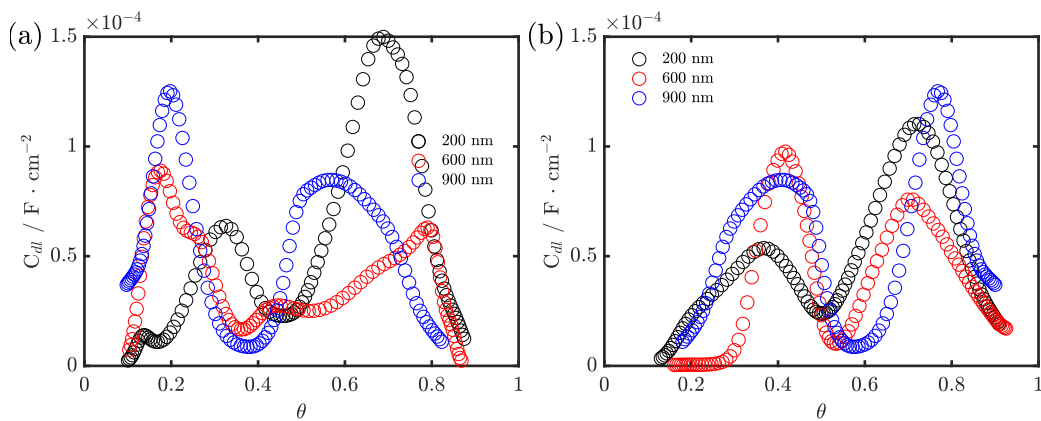 (a)
×10⁻⁴
1.5
1
0.5
0
C_dl / F · cm⁻²
0 0.2 0.4 0.6 0.8 1
θ
200 nm
600 nm
900 nm
(b)
×10⁻⁴
1.5
1
0.5
0
C_dl / F · cm⁻²
0 0.2 0.4 0.6 0.8 1
θ
200 nm
600 nm
900 nm